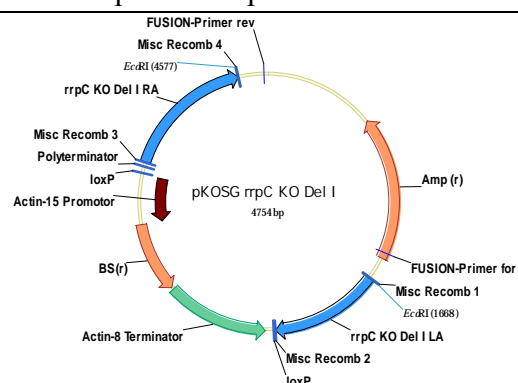 FUSION-Primer rev
Misc Recomb 4
EcoRI (4577)
rrpC KO Del I RA
Misc Recomb 3
Polyterminator
loxP
Actin-15 Promotor
pKOSG rrpC KO Del I
4754 bp
Amp (r)
BS(r)
FUSION-Primer for
Misc Recomb 1
EcoRI (1668)
Actin-8 Terminator
rrpC KO Del I LA
Misc Recomb 2
loxP